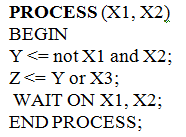 PROCESS (X1, X2)
BEGIN
Y <= not X1 and X2;
Z <= Y or X3;
WAIT ON X1, X2;
END PROCESS;